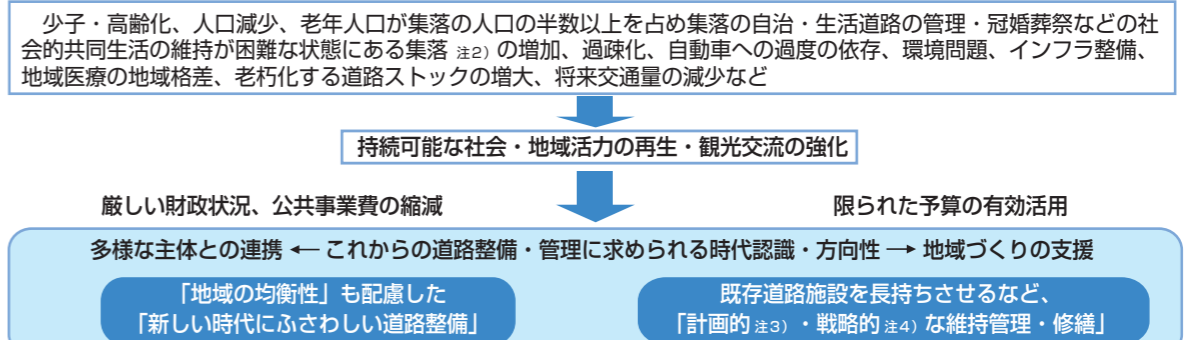 少子・高齢化、人口減少、老年人口が集落の人口の半数以上を占め集落の自治・生活道路の管理・冠婚葬祭などの社
会的共同生活の維持が困難な状態にある集落 注2）の増加、過疎化、自動車への過度の依存、環境問題、インフラ整備、
地域医療の地域格差、老朽化する道路ストックの増大、将来交通量の減少など
持続可能な社会・地域活力の再生・観光交流の強化
厳しい財政状況、公共事業費の縮減
限られた予算の有効活用
多様な主体との連携 ← これからの道路整備・管理に求められる時代認識・方向性 → 地域づくりの支援
「地域の均衡性」も配慮した
「新しい時代にふさわしい道路整備」
既存道路施設を長持ちさせるなど、
「計画的 注3）・戦略的 注4）な維持管理・修繕」